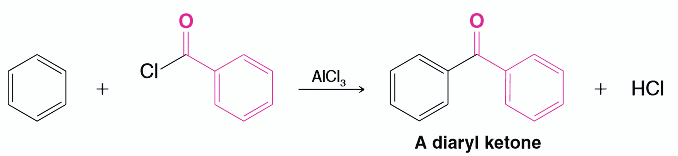 O O
+ Cl AlCl₃ + HCl
A diaryl ketone